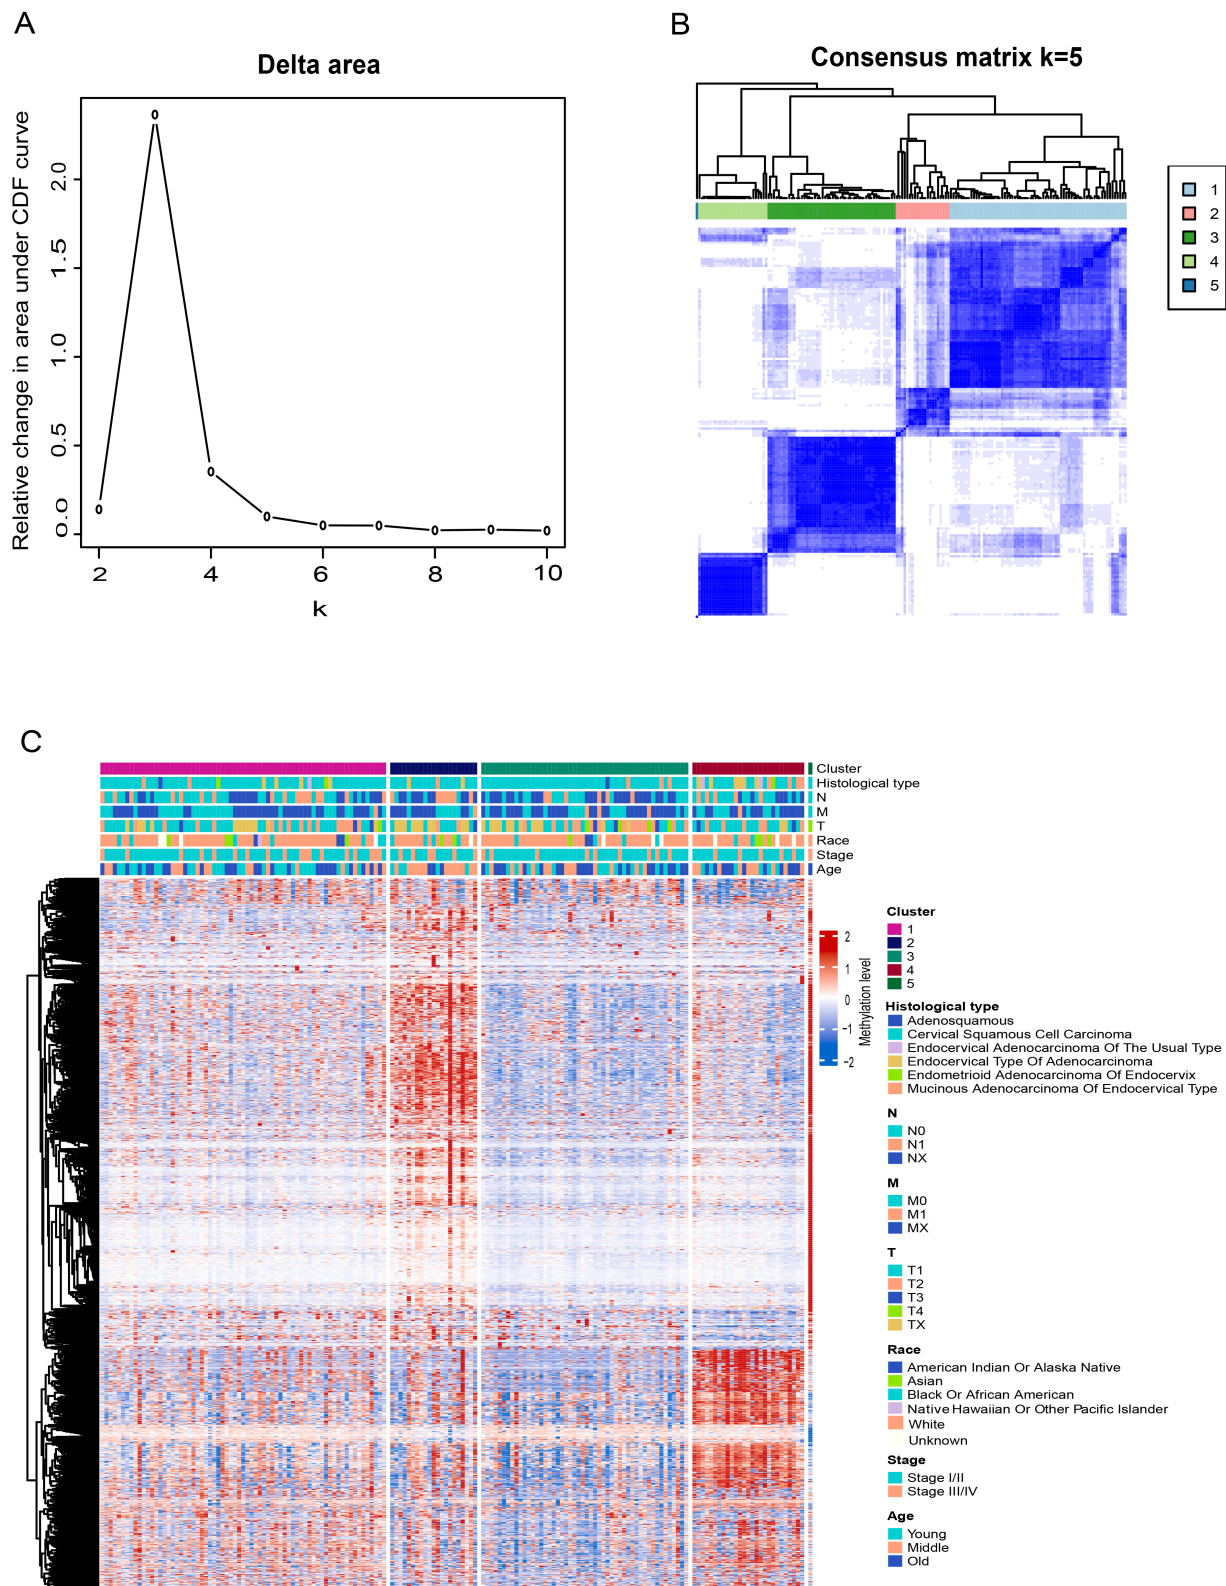 A
Delta area
Relative change in area under CDF curve
2.0
1.5
1.0
0.5
0.0
2
4
6
8
10
k
B
Consensus matrix k=5
1
2
3
4
5
C
Cluster
Histological type
N
M
T
Race
Stage
Age
2
1
0
−1
−2
Methylation level
Cluster
1
2
3
4
5
Histological type
Adenosquamous
Cervical Squamous Cell Carcinoma
Endocervical Adenocarcinoma Of The Usual Type
Endocervical Type Of Adenocarcinoma
Endometrioid Adenocarcinoma Of Endocervix
Mucinous Adenocarcinoma Of Endocervical Type
N
N0
N1
NX
M
M0
M1
MX
T
T1
T2
T3
T4
TX
Race
American Indian Or Alaska Native
Asian
Black Or African American
Native Hawaiian Or Other Pacific Islander
White
Unknown
Stage
Stage I/II
Stage III/IV
Age
Young
Middle
Old